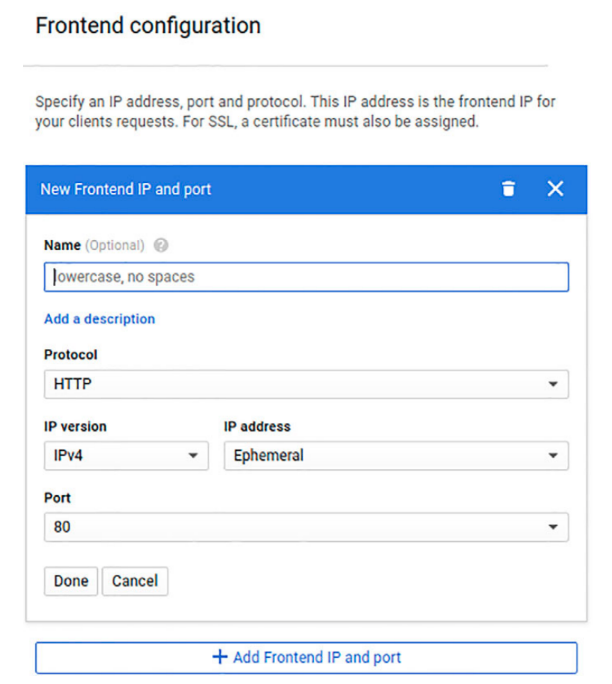 Frontend configuration
Specify an IP address, port and protocol. This IP address is the frontend IP for
your clients requests. For SSL, a certificate must also be assigned.
New Frontend IP and port
Name (Optional)
lowercase, no spaces
Add a description
Protocol
HTTP
IP version IP address
IPv4 Ephemeral
Port
80
Done Cancel
+ Add Frontend IP and port